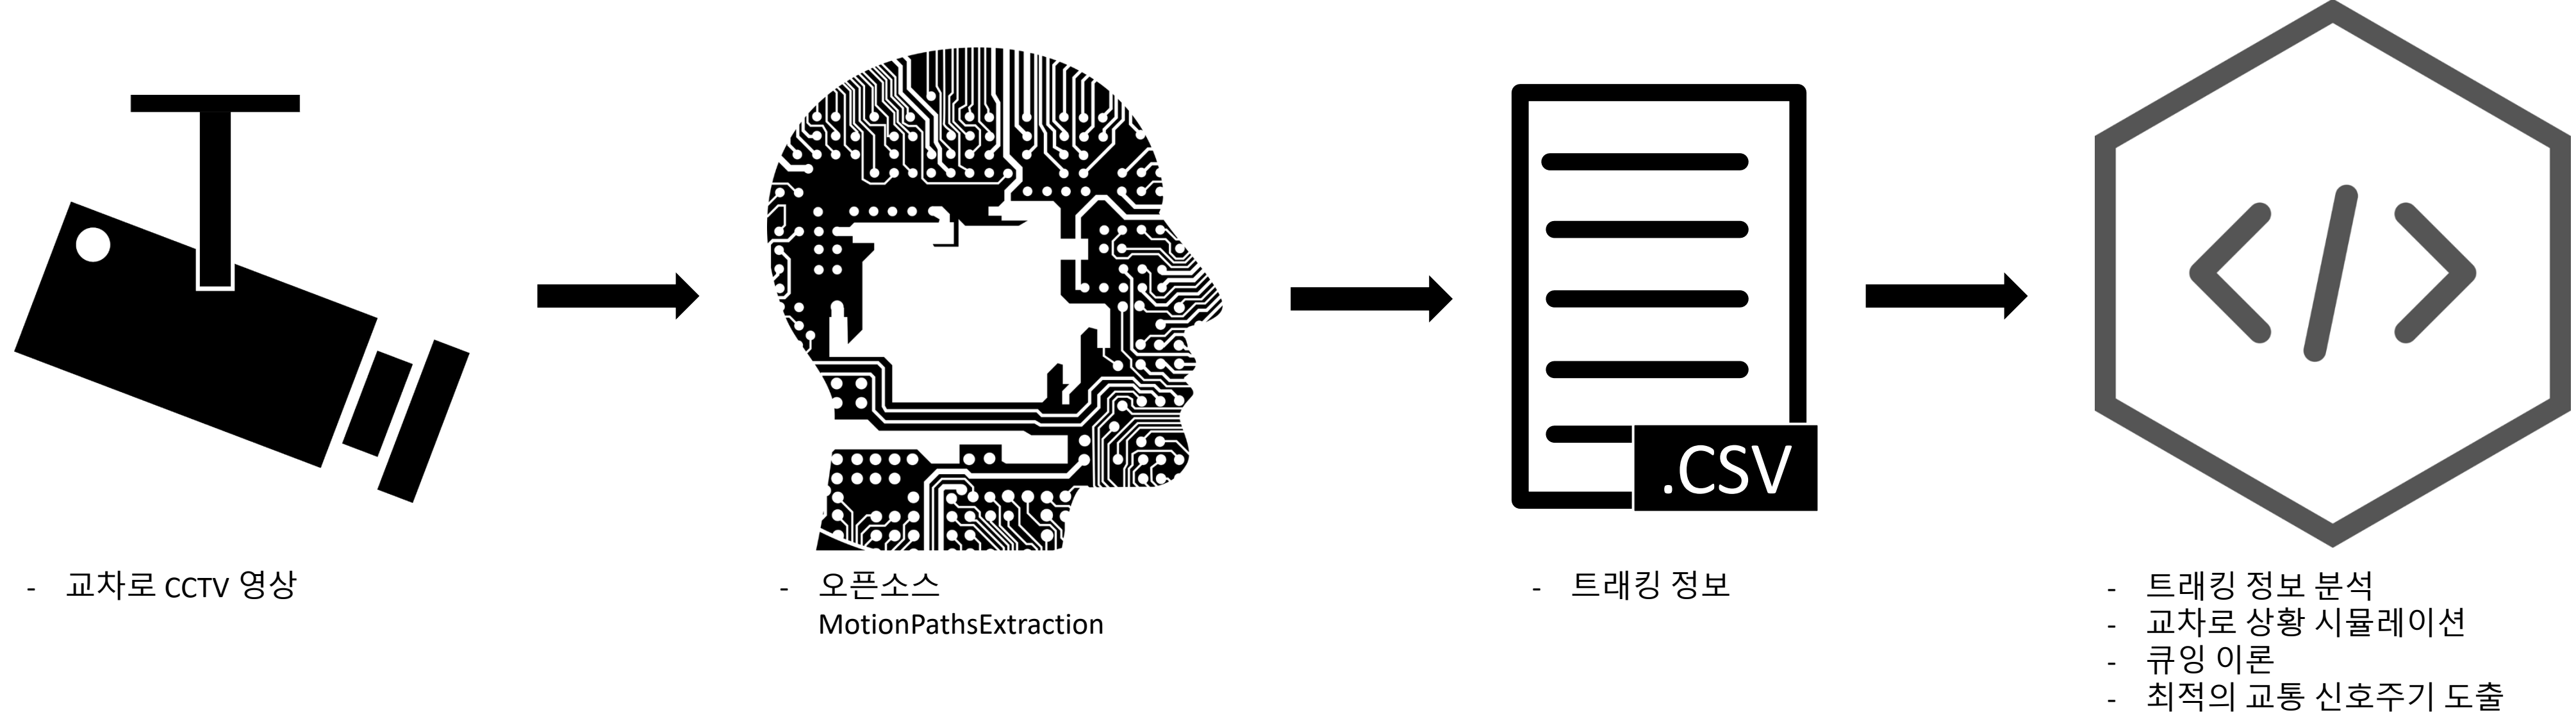 .CSV
- 교차로 CCTV 영상
- 오픈소스
MotionPathsExtraction
- 트래킹 정보
- 트래킹 정보 분석
- 교차로 상황 시뮬레이션
- 큐잉 이론
- 최적의 교통 신호주기 도출